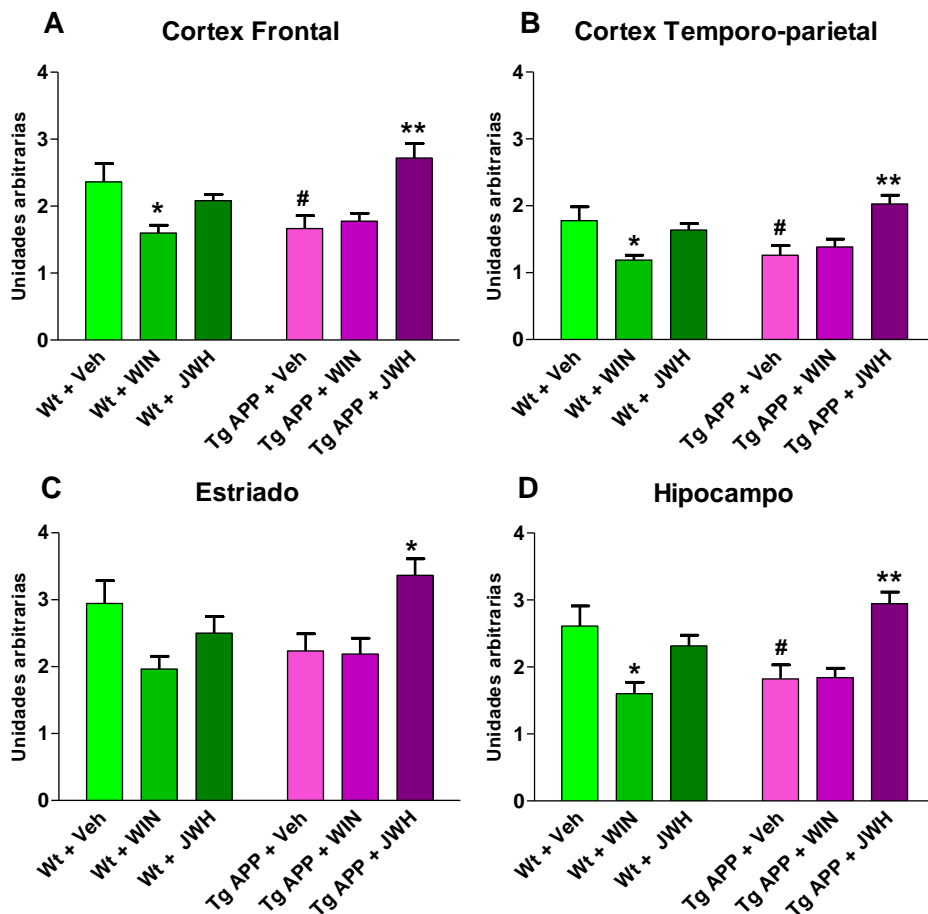 A
Cortex Frontal
Unidades arbitrarias
4
3
2
1
0
*
#
**
Wt + Veh
Wt + WIN
Wt + JWH
Tg APP + Veh
Tg APP + WIN
Tg APP + JWH
B
Cortex Temporo-parietal
Unidades arbitrarias
4
3
2
1
0
*
#
**
Wt + Veh
Wt + WIN
Wt + JWH
Tg APP + Veh
Tg APP + WIN
Tg APP + JWH
C
Estriado
Unidades arbitrarias
4
3
2
1
0
*
Wt + Veh
Wt + WIN
Wt + JWH
Tg APP + Veh
Tg APP + WIN
Tg APP + JWH
D
Hipocampo
Unidades arbitrarias
4
3
2
1
0
*
#
**
Wt + Veh
Wt + WIN
Wt + JWH
Tg APP + Veh
Tg APP + WIN
Tg APP + JWH